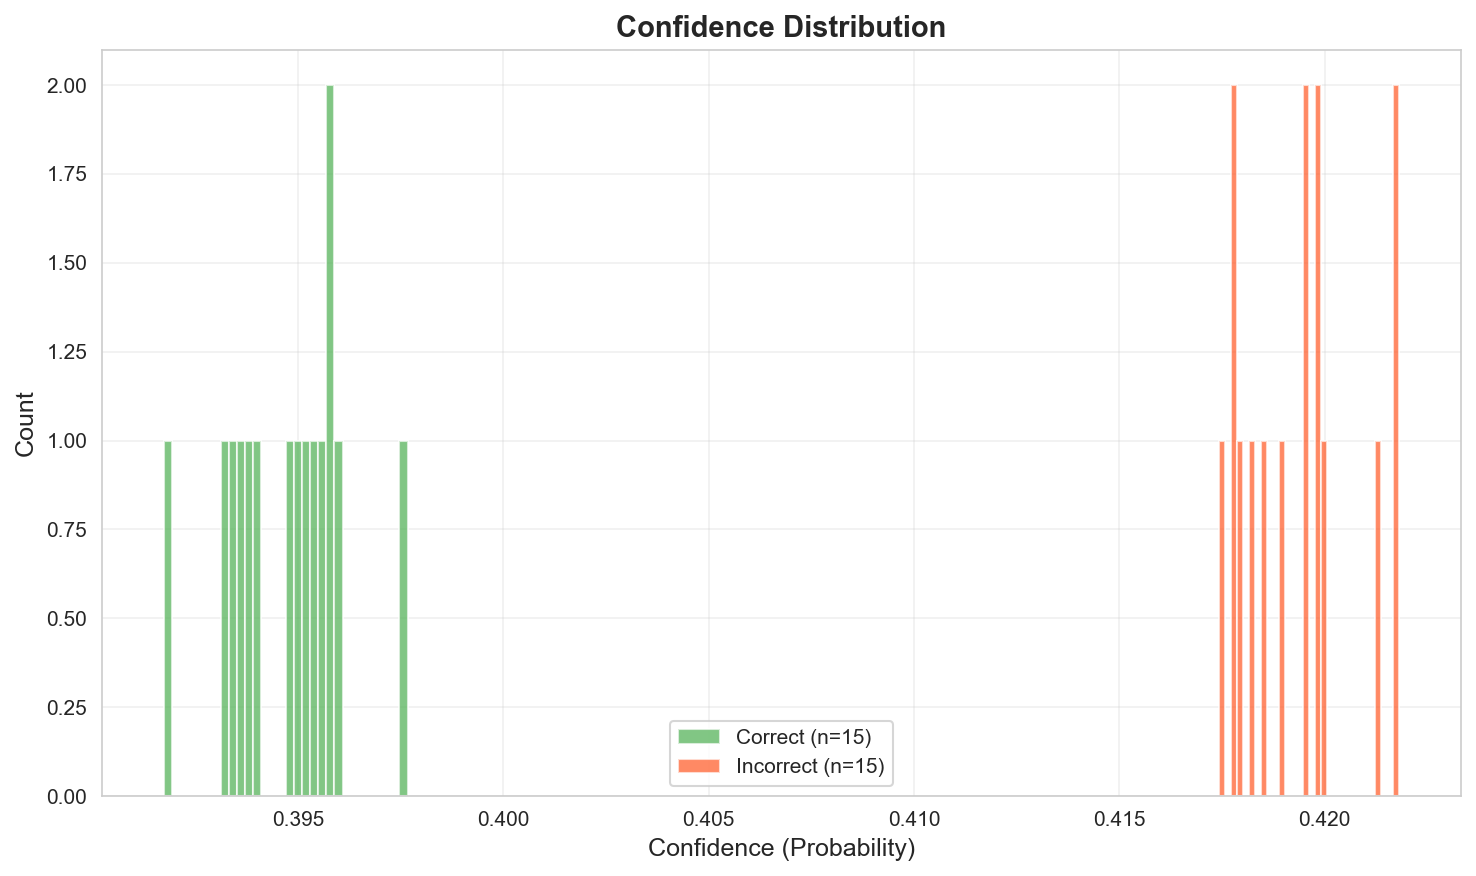 Confidence Distribution
2.00
1.75
1.50
1.25
1.00
0.75
0.50
0.25
0.00
Count
Correct (n=15)
Incorrect (n=15)
0.395 0.400 0.405 0.410 0.415 0.420
Confidence (Probability)